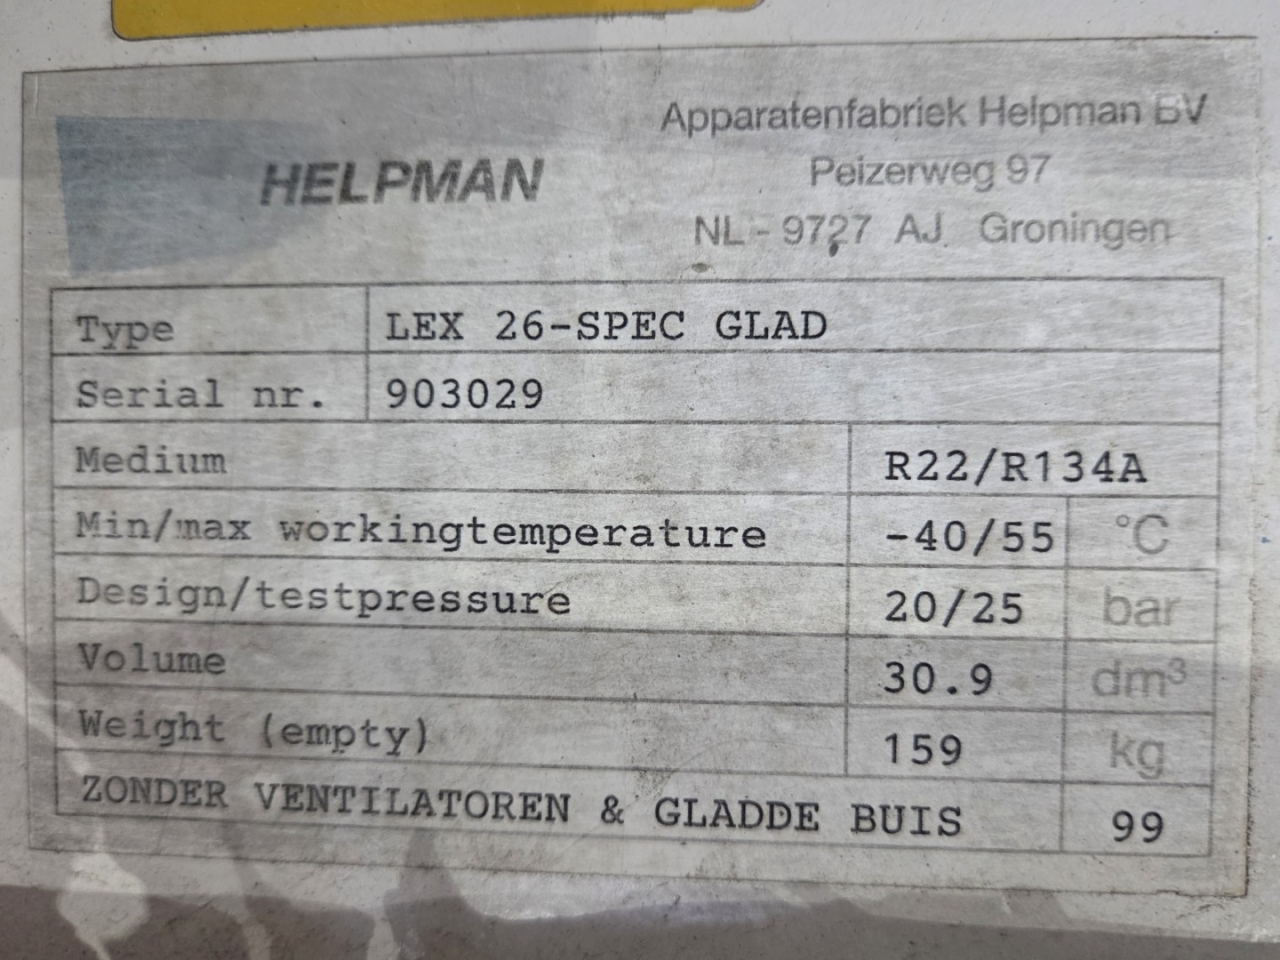 HELPMAN
Apparatenfabriek Helpman BV
Peizerweg 97
NL - 9727 AJ Groningen
Type LEX 26-SPEC GLAD
Serial nr. 903029
Medium R22/R134A
Min/max workingtemperature -40/55 °C
Design/testpressure 20/25 bar
Volume 30.9 dm³
Weight (empty) 159 kg
ZONDER VENTILATOREN & GLADDE BUIS 99